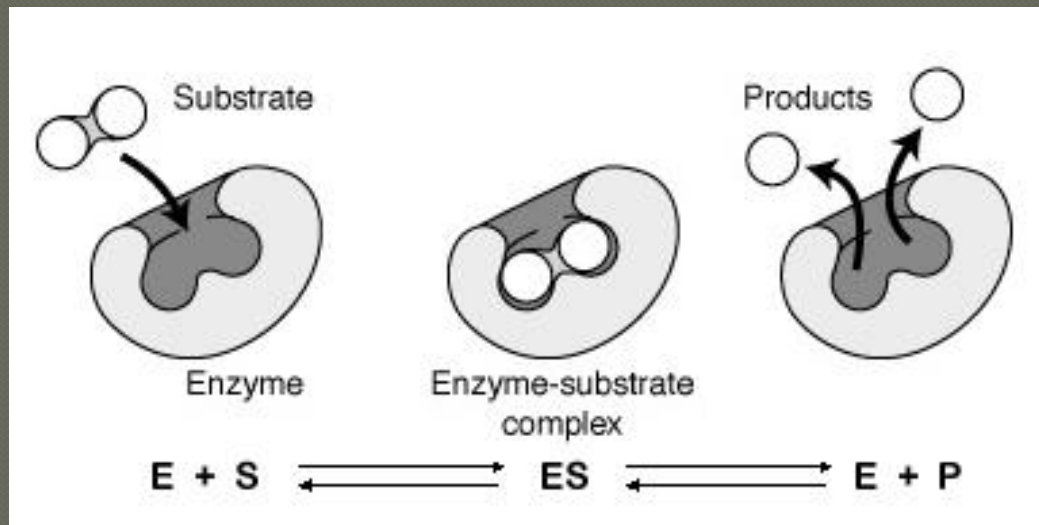 Substrate
Products
Enzyme
Enzyme-substrate
complex
E + S
ES
E + P